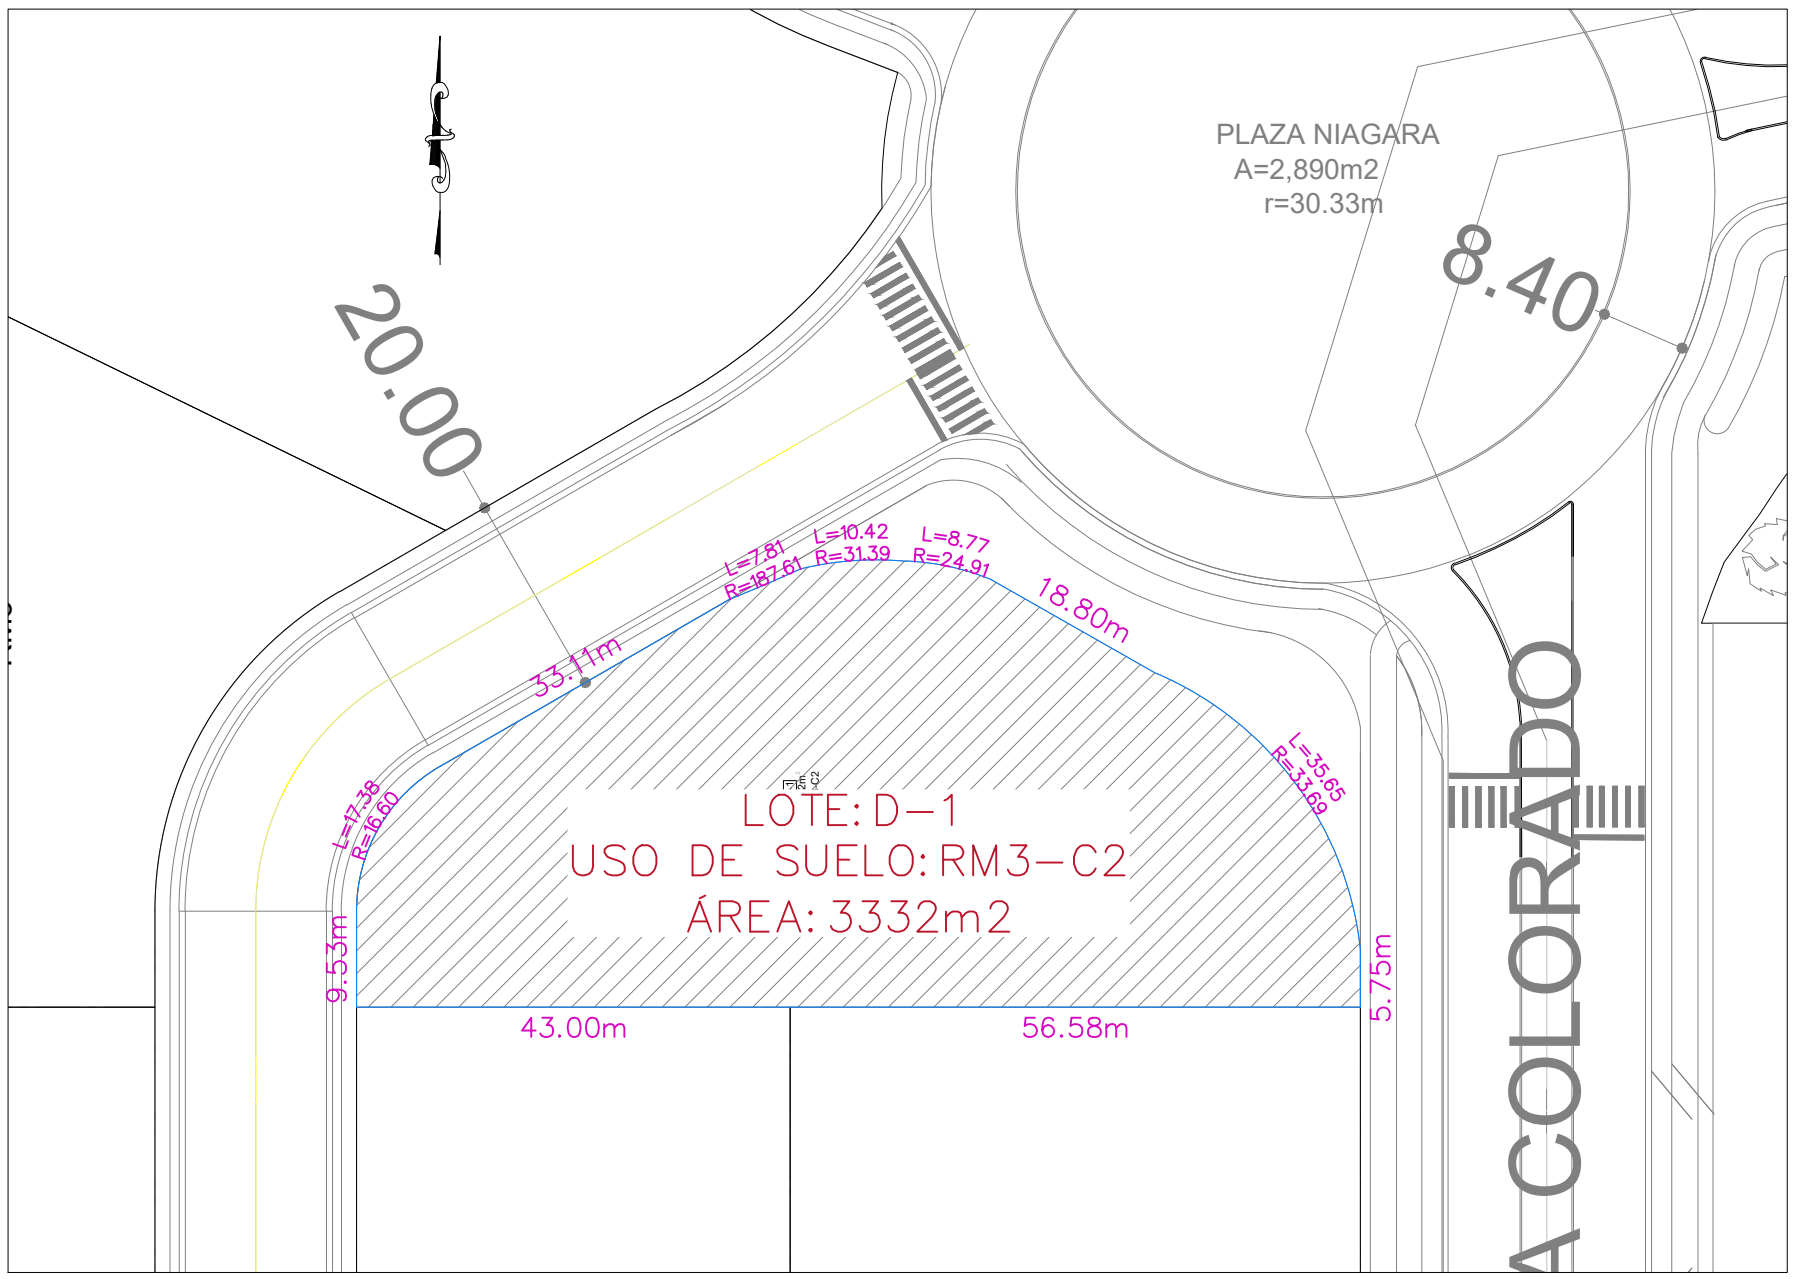 PLAZA NIAGARA
A=2,890m2
r=30.33m
8.40
20.00
L=7.81
R=187.61
L=10.42
R=31.39
L=8.77
R=24.91
18.80m
33.11m
L=35.65
R=33.69
L=17.38
R=16.60
LOTE: D-1
USO DE SUELO: RM3-C2
ÁREA: 3332m2
9.53m
5.75m
43.00m
56.58m
A COLORADO